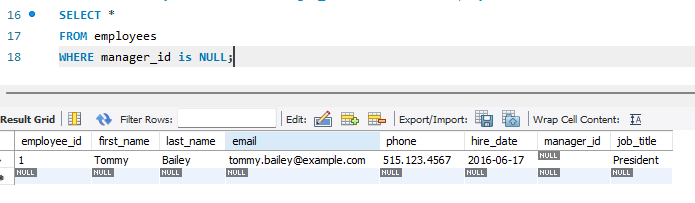 16 SELECT *
17 FROM employees
18 WHERE manager_id is NULL;
Result Grid Filter Rows: Edit: Export/Import: Wrap Cell Content: IA
employee_id first_name last_name email phone hire_date manager_id job_title
1 Tommy Bailey tommy.bailey@example.com 515.123.4567 2016-06-17 NULL President
NULL NULL NULL NULL NULL NULL NULL NULL